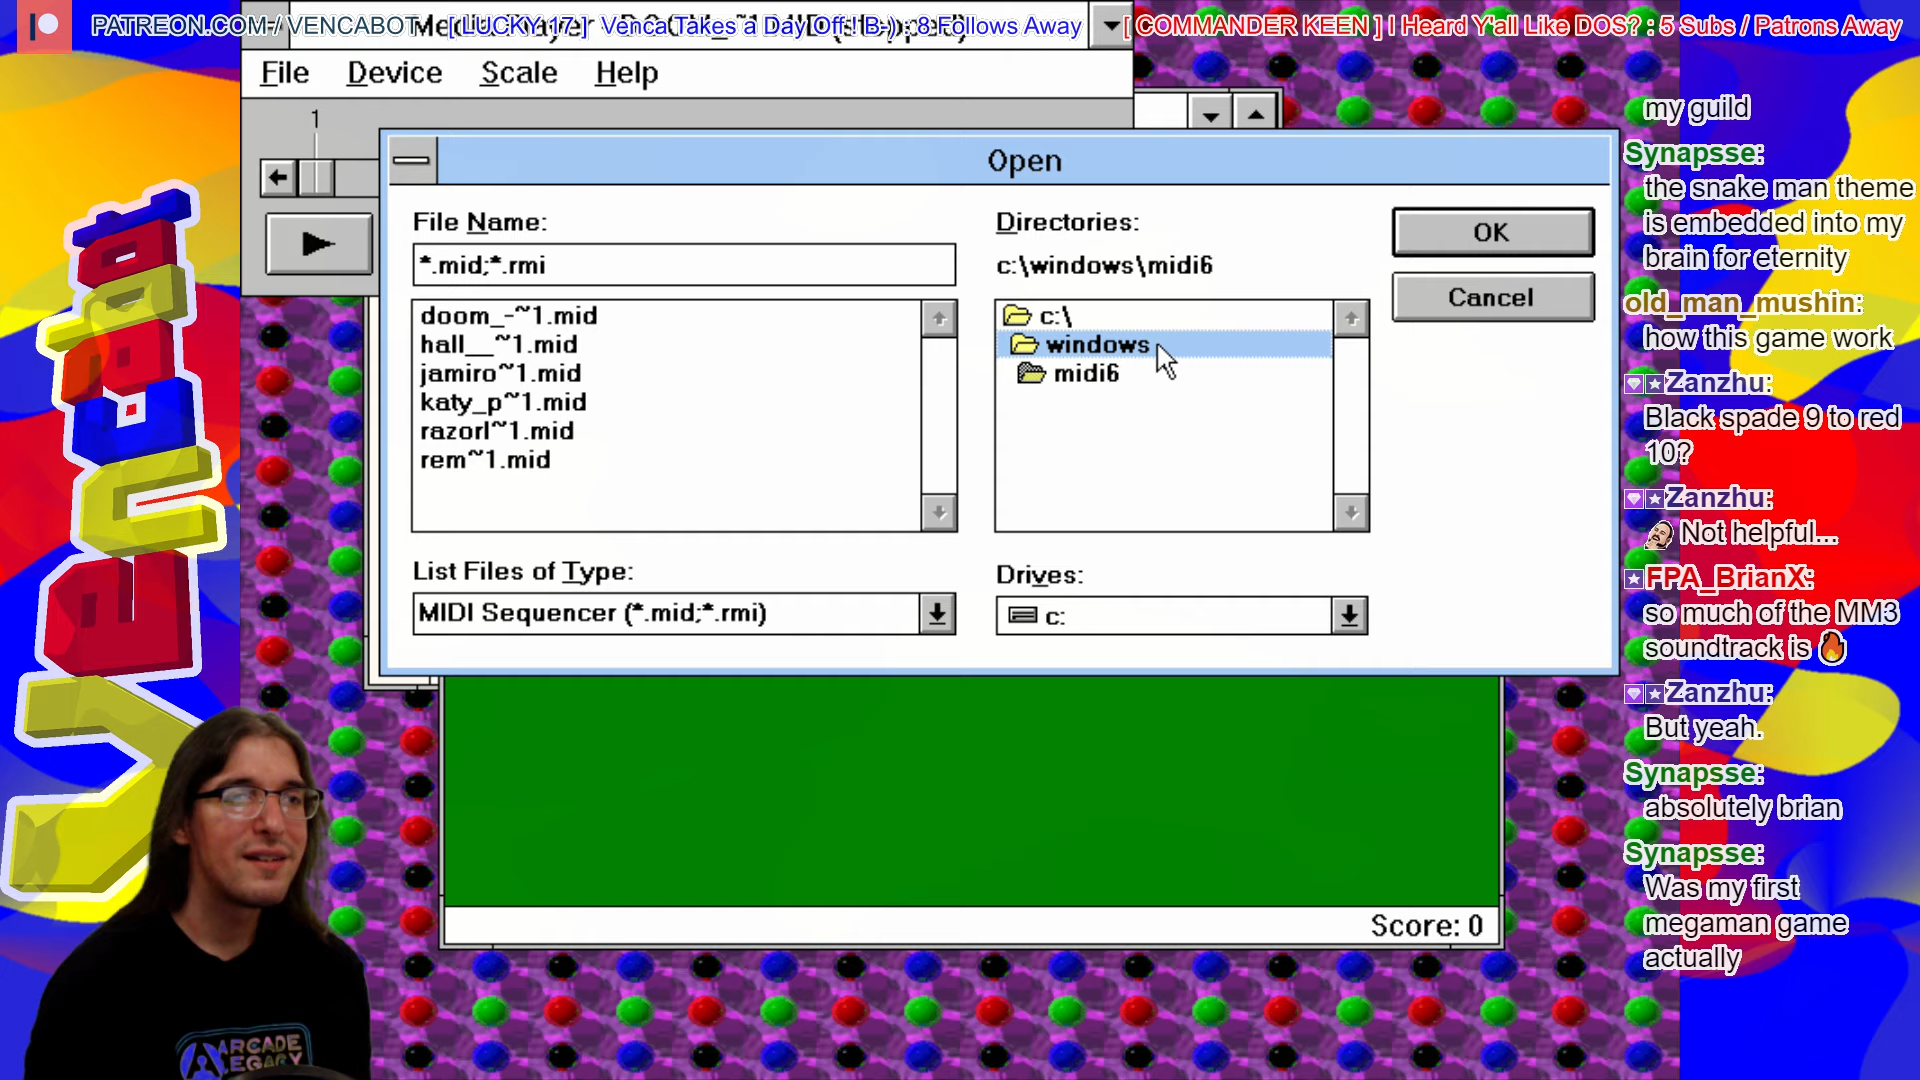 PATREON.COM / VENCABOT
[ LUCKY 17 ] Venca Takes a Day Off! B-) : 8 Follows Away
[ COMMANDER KEEN ] I Heard Y'all Like DOS? : 5 Subs / Patrons Away
File Device Scale Help
1
Open
File Name:
*.mid;*.rmi
doom_-~1.mid
hall__~1.mid
jamiro~1.mid
katy_p~1.mid
razorl~1.mid
rem~1.mid
List Files of Type:
MIDI Sequencer (*.mid;*.rmi)
Directories:
c:\windows\midi6
c:\
windows
midi6
Drives:
c:
OK
Cancel
Score: 0
my guild
Synapsse:
the snake man theme
is embedded into my
brain for eternity
old_man_mushin:
how this game work
Zanzhu:
Black spade 9 to red
10?
Zanzhu:
Not helpful...
FPA_BrianX:
so much of the MM3
soundtrack is
Zanzhu:
But yeah.
Synapsse:
absolutely brian
Synapsse:
Was my first
megaman game
actually
Vencabot
ARCADE
LEGACY